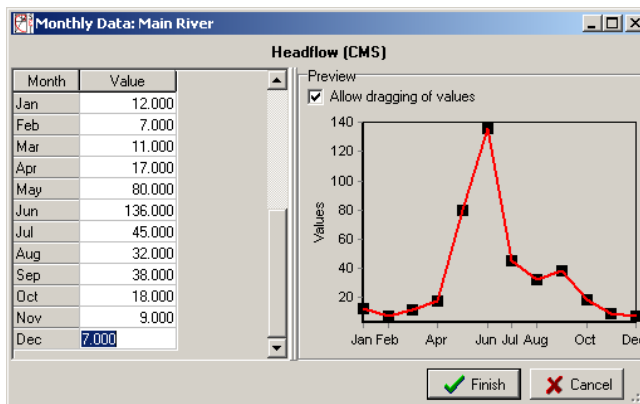 Monthly Data: Main River
Headflow (CMS)
Month Value
Jan 12.000
Feb 7.000
Mar 11.000
Apr 17.000
May 80.000
Jun 136.000
Jul 45.000
Aug 32.000
Sep 38.000
Oct 18.000
Nov 9.000
Dec 7.000
Preview
Allow dragging of values
140
120
100
80
60
40
20
Values
Jan Feb Apr Jun Jul Aug Oct Dec
Finish Cancel